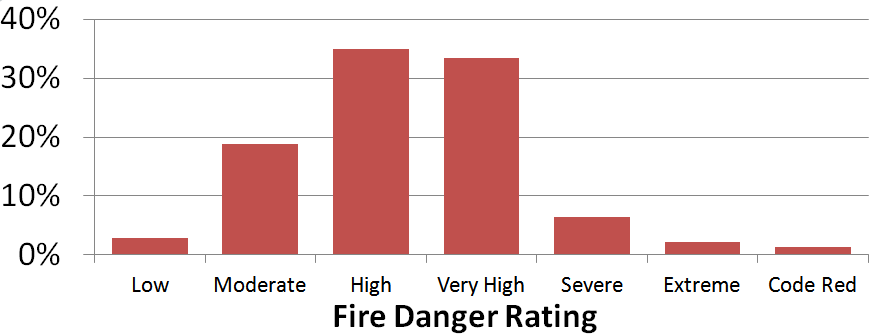 40%
30%
20%
10%
0%
Low Moderate High Very High Severe Extreme Code Red
Fire Danger Rating